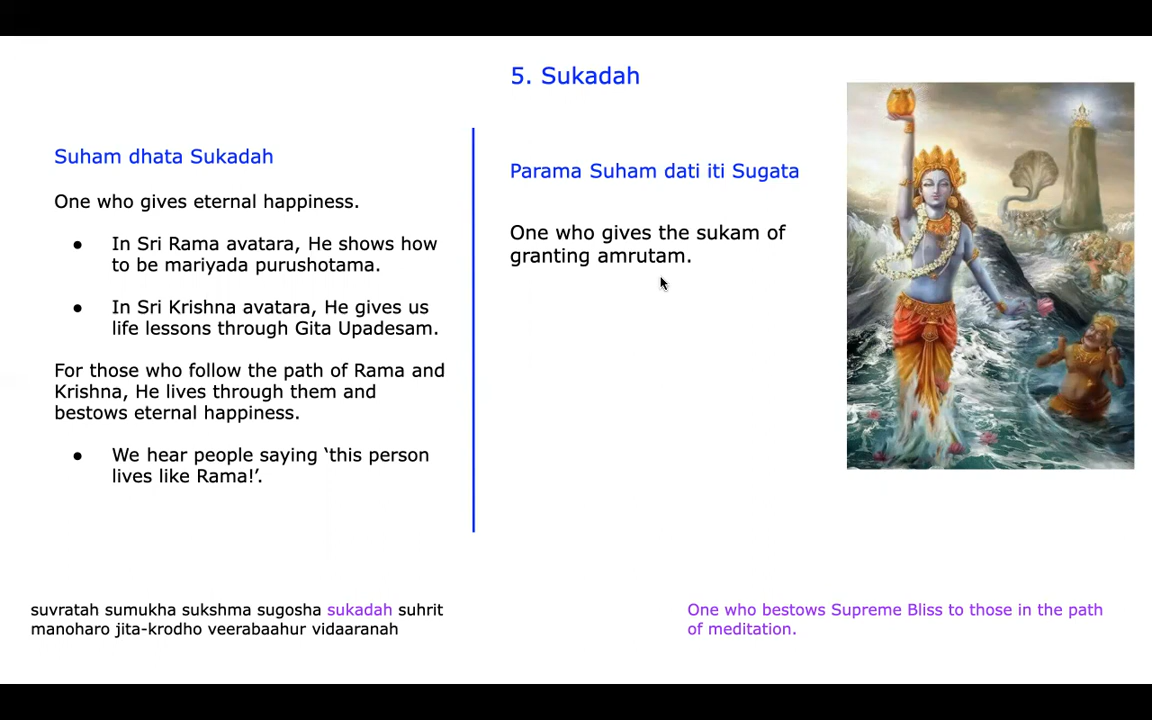 5. Sukadah
Suham dhata Sukadah
One who gives eternal happiness.
● In Sri Rama avatara, He shows how
to be mariyada purushotama.
● In Sri Krishna avatara, He gives us
life lessons through Gita Upadesam.
For those who follow the path of Rama and
Krishna, He lives through them and
bestows eternal happiness.
● We hear people saying ‘this person
lives like Rama!’.
Parama Suham dati iti Sugata
One who gives the sukam of
granting amrutam.
suvratah sumukha sukshma sugosha sukadah suhrit
manoharo jita-krodho veerabaahur vidaaranah
One who bestows Supreme Bliss to those in the path
of meditation.